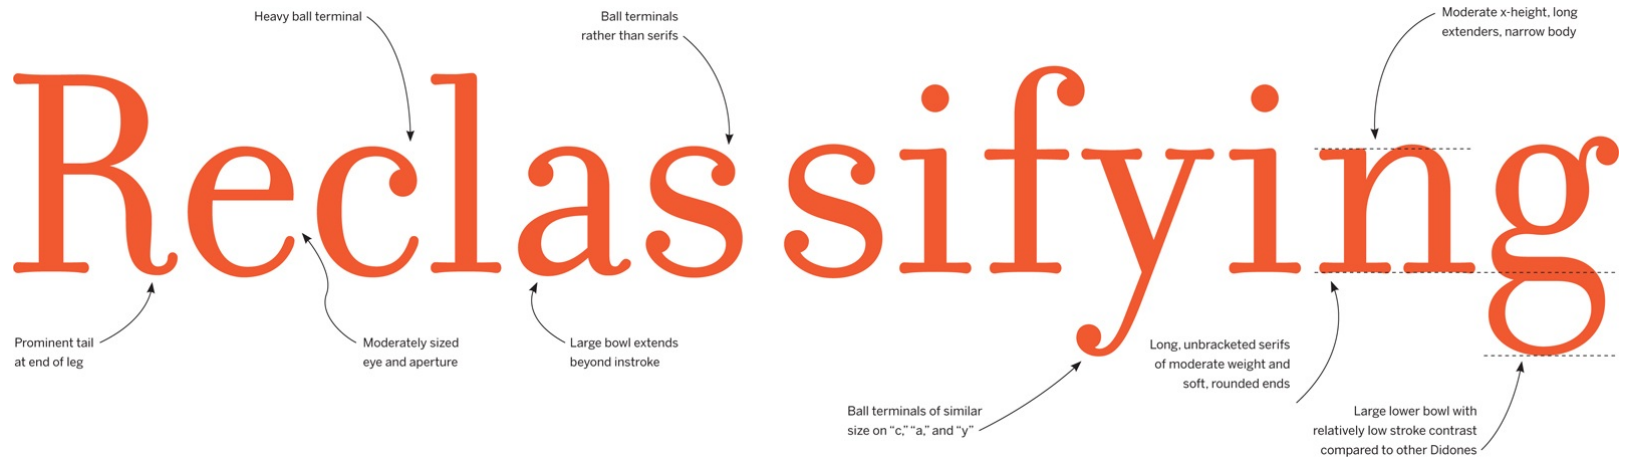 Heavy ball terminal
Ball terminals
rather than serifs
Moderate x-height, long
extenders, narrow body
Reclassifying
Prominent tail
at end of leg
Moderately sized
eye and aperture
Large bowl extends
beyond instroke
Long, unbracketed serifs
of moderate weight and
soft, rounded ends
Ball terminals of similar
size on “c,” “a,” and “y”
Large lower bowl with
relatively low stroke contrast
compared to other Didones